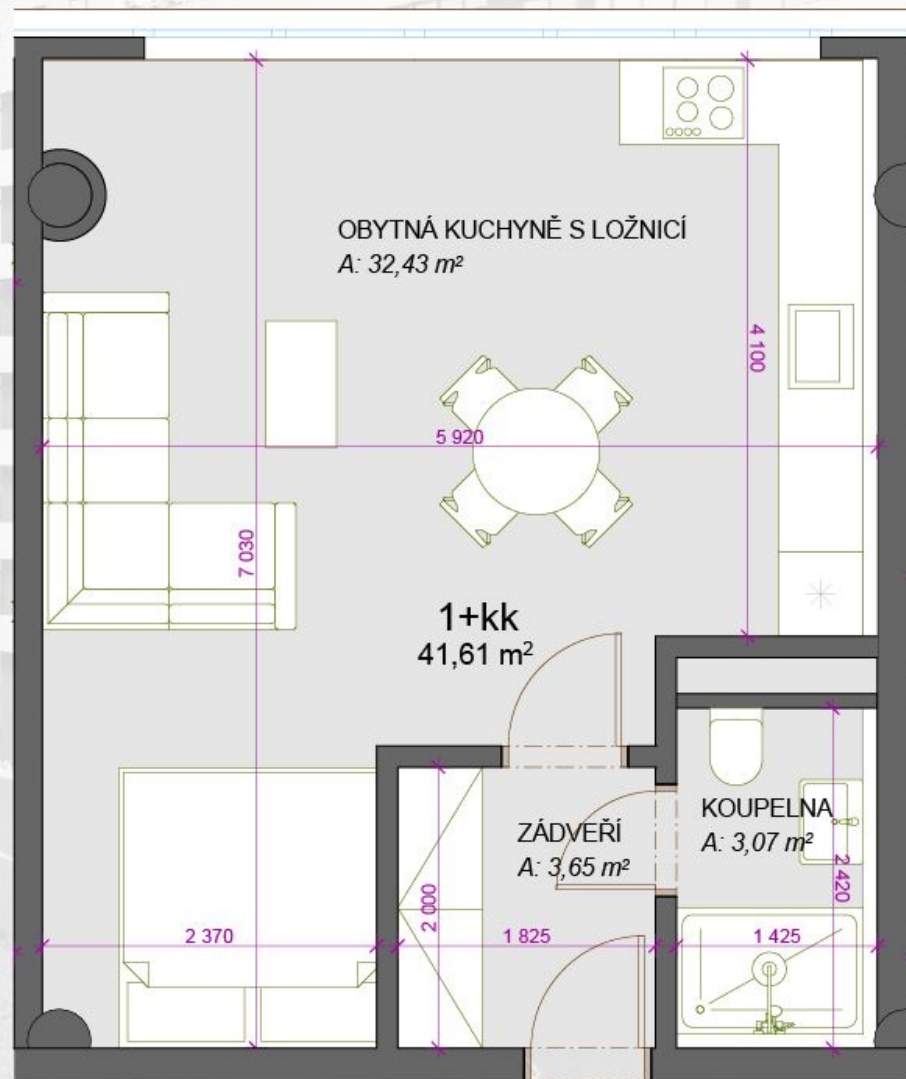 OBYTNÁ KUCHYNĚ S LOŽNICÍ
A: 32,43 m²
4 100
5 920
7 030
1+kk
41,61 m²
ZÁDVEŘÍ
A: 3,65 m²
KOUPELNA
A: 3,07 m²
2 420
2 000
2 370
1 825
1 425